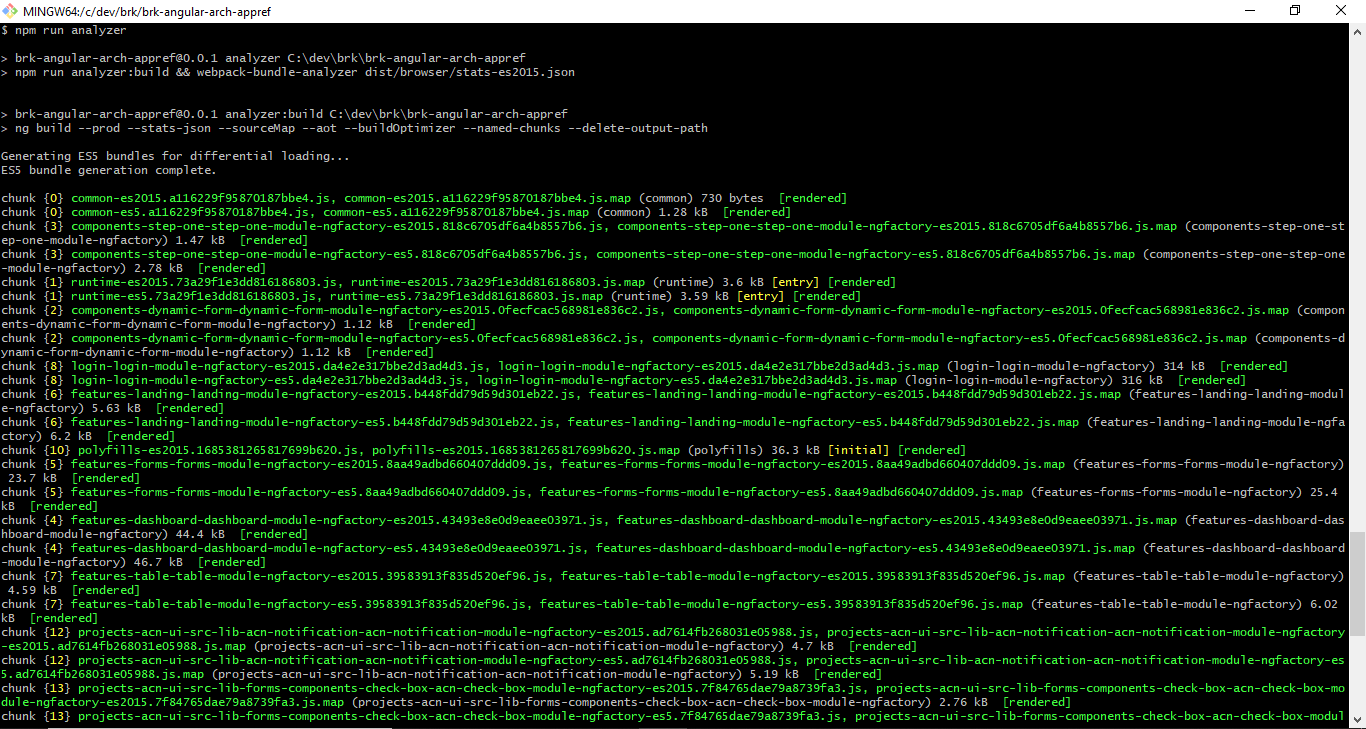 MINGW64:/c/dev/brk/brk-angular-arch-appref
$ npm run analyzer
> brk-angular-arch-appref@0.0.1 analyzer C:\dev\brk\brk-angular-arch-appref
> npm run analyzer:build && webpack-bundle-analyzer dist/browser/stats-es2015.json
> brk-angular-arch-appref@0.0.1 analyzer:build C:\dev\brk\brk-angular-arch-appref
> ng build --prod --stats-json --sourceMap --aot --buildOptimizer --named-chunks --delete-output-path
Generating ES5 bundles for differential loading...
ES5 bundle generation complete.
chunk {0} common-es2015.a116229f95870187bbe4.js, common-es2015.a116229f95870187bbe4.js.map (common) 730 bytes  [rendered]
chunk {0} common-es5.a116229f95870187bbe4.js, common-es5.a116229f95870187bbe4.js.map (common) 1.28 kB  [rendered]
chunk {3} components-step-one-step-one-module-ngfactory-es2015.818c6705df6a4b8557b6.js, components-step-one-step-one-module-ngfactory-es2015.818c6705df6a4b8557b6.js.map (components-step-one-st
ep-one-module-ngfactory) 1.47 kB  [rendered]
chunk {3} components-step-one-step-one-module-ngfactory-es5.818c6705df6a4b8557b6.js, components-step-one-step-one-module-ngfactory-es5.818c6705df6a4b8557b6.js.map (components-step-one-step-one
-module-ngfactory) 2.78 kB  [rendered]
chunk {1} runtime-es2015.73a29f1e3dd816186803.js, runtime-es2015.73a29f1e3dd816186803.js.map (runtime) 3.6 kB [entry] [rendered]
chunk {1} runtime-es5.73a29f1e3dd816186803.js, runtime-es5.73a29f1e3dd816186803.js.map (runtime) 3.59 kB [entry] [rendered]
chunk {2} components-dynamic-form-dynamic-form-module-ngfactory-es2015.0fecfcac568981e836c2.js, components-dynamic-form-dynamic-form-module-ngfactory-es2015.0fecfcac568981e836c2.js.map (compon
ents-dynamic-form-dynamic-form-module-ngfactory) 1.12 kB  [rendered]
chunk {2} components-dynamic-form-dynamic-form-module-ngfactory-es5.0fecfcac568981e836c2.js, components-dynamic-form-dynamic-form-module-ngfactory-es5.0fecfcac568981e836c2.js.map (components-d
ynamic-form-dynamic-form-module-ngfactory) 1.12 kB  [rendered]
chunk {8} login-login-module-ngfactory-es2015.da4e2e317bbe2d3ad4d3.js, login-login-module-ngfactory-es2015.da4e2e317bbe2d3ad4d3.js.map (login-login-module-ngfactory) 314 kB  [rendered]
chunk {8} login-login-module-ngfactory-es5.da4e2e317bbe2d3ad4d3.js, login-login-module-ngfactory-es5.da4e2e317bbe2d3ad4d3.js.map (login-login-module-ngfactory) 316 kB  [rendered]
chunk {6} features-landing-landing-module-ngfactory-es2015.b448fdd79d59d301eb22.js, features-landing-landing-module-ngfactory-es2015.b448fdd79d59d301eb22.js.map (features-landing-landing-modul
e-ngfactory) 5.63 kB  [rendered]
chunk {6} features-landing-landing-module-ngfactory-es5.b448fdd79d59d301eb22.js, features-landing-landing-module-ngfactory-es5.b448fdd79d59d301eb22.js.map (features-landing-landing-module-ngfa
ctory) 6.2 kB  [rendered]
chunk {10} polyfills-es2015.1685381265817699b620.js, polyfills-es2015.1685381265817699b620.js.map (polyfills) 36.3 kB [initial] [rendered]
chunk {5} features-forms-forms-module-ngfactory-es2015.8aa49adbd660407ddd09.js, features-forms-forms-module-ngfactory-es2015.8aa49adbd660407ddd09.js.map (features-forms-forms-module-ngfactory)
 23.7 kB  [rendered]
chunk {5} features-forms-forms-module-ngfactory-es5.8aa49adbd660407ddd09.js, features-forms-forms-module-ngfactory-es5.8aa49adbd660407ddd09.js.map (features-forms-forms-module-ngfactory) 25.4
kB  [rendered]
chunk {4} features-dashboard-dashboard-module-ngfactory-es2015.43493e8e0d9eaee03971.js, features-dashboard-dashboard-module-ngfactory-es2015.43493e8e0d9eaee03971.js.map (features-dashboard-das
hboard-module-ngfactory) 44.4 kB  [rendered]
chunk {4} features-dashboard-dashboard-module-ngfactory-es5.43493e8e0d9eaee03971.js, features-dashboard-dashboard-module-ngfactory-es5.43493e8e0d9eaee03971.js.map (features-dashboard-dashboard
-module-ngfactory) 46.7 kB  [rendered]
chunk {7} features-table-table-module-ngfactory-es2015.39583913f835d520ef96.js, features-table-table-module-ngfactory-es2015.39583913f835d520ef96.js.map (features-table-table-module-ngfactory)
 4.59 kB  [rendered]
chunk {7} features-table-table-module-ngfactory-es5.39583913f835d520ef96.js, features-table-table-module-ngfactory-es5.39583913f835d520ef96.js.map (features-table-table-module-ngfactory) 6.02
kB  [rendered]
chunk {12} projects-acn-ui-src-lib-acn-notification-acn-notification-module-ngfactory-es2015.ad7614fb268031e05988.js, projects-acn-ui-src-lib-acn-notification-acn-notification-module-ngfactory
-es2015.ad7614fb268031e05988.js.map (projects-acn-ui-src-lib-acn-notification-acn-notification-module-ngfactory) 4.7 kB  [rendered]
chunk {12} projects-acn-ui-src-lib-acn-notification-acn-notification-module-ngfactory-es5.ad7614fb268031e05988.js, projects-acn-ui-src-lib-acn-notification-acn-notification-module-ngfactory-es
5.ad7614fb268031e05988.js.map (projects-acn-ui-src-lib-acn-notification-acn-notification-module-ngfactory) 5.19 kB  [rendered]
chunk {13} projects-acn-ui-src-lib-forms-components-check-box-acn-check-box-module-ngfactory-es2015.7f84765dae79a8739fa3.js, projects-acn-ui-src-lib-forms-components-check-box-acn-check-box-mo
dule-ngfactory-es2015.7f84765dae79a8739fa3.js.map (projects-acn-ui-src-lib-forms-components-check-box-acn-check-box-module-ngfactory) 2.76 kB  [rendered]
chunk {13} projects-acn-ui-src-lib-forms-components-check-box-acn-check-box-module-ngfactory-es5.7f84765dae79a8739fa3.js, projects-acn-ui-src-lib-forms-components-check-box-acn-check-box-modul